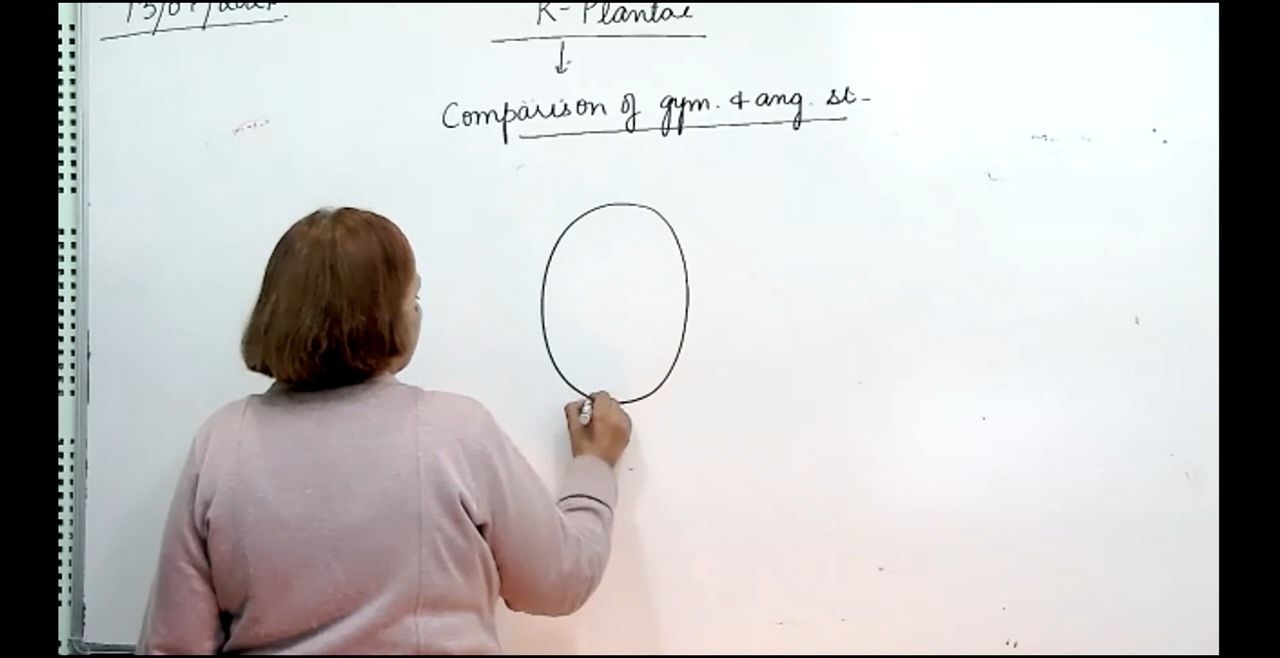 K- Plantae
↓
Comparison of gym. & ang. st-